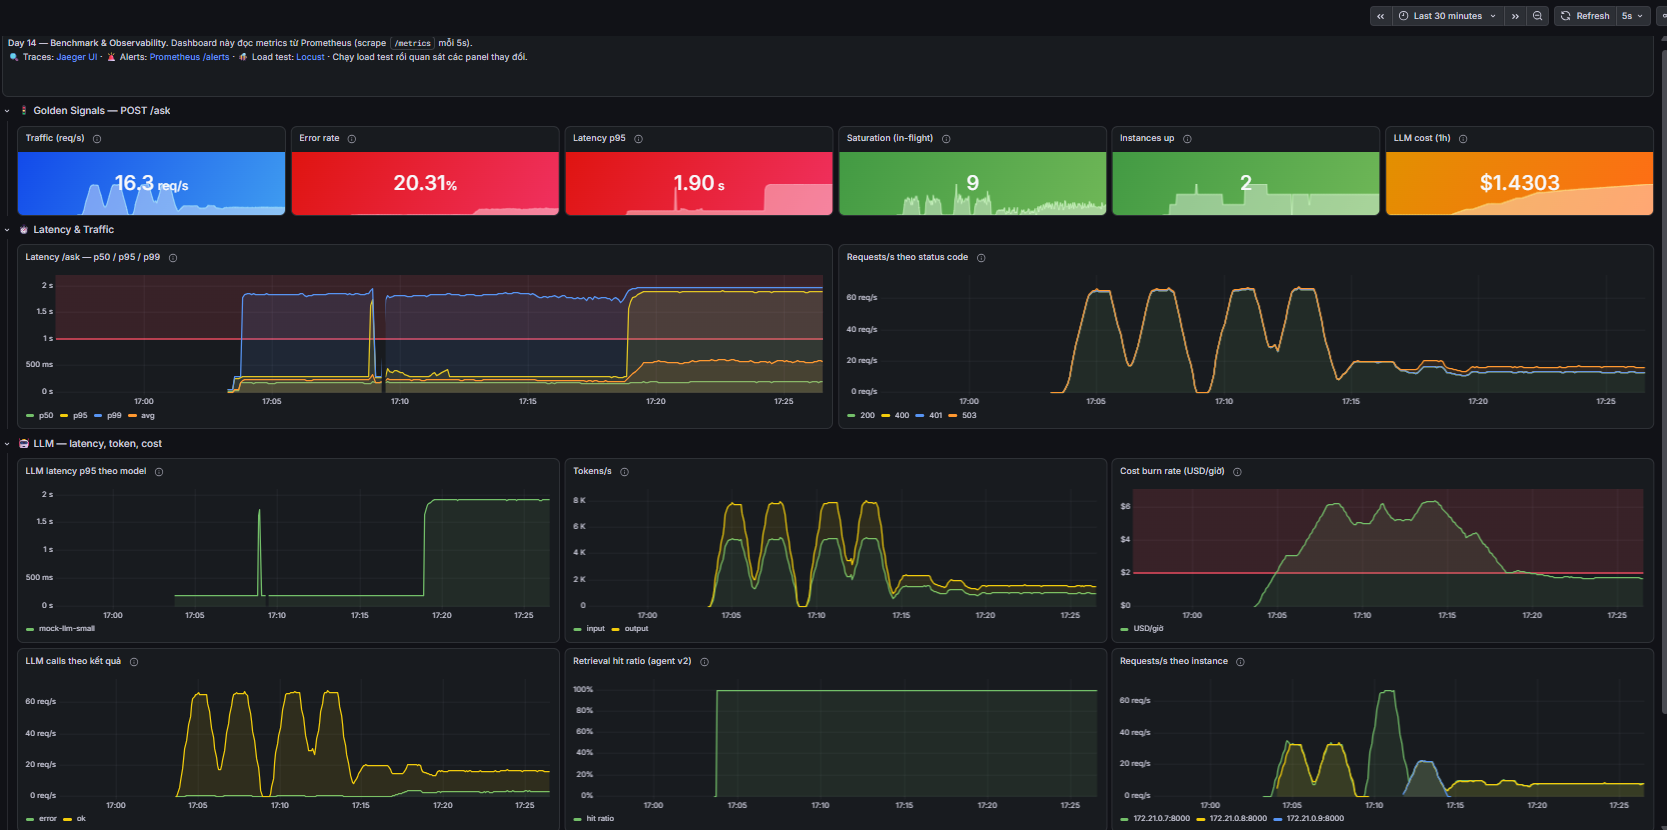 Last 30 minutes
Refresh 5s
Day 14 — Benchmark & Observability. Dashboard này đọc metrics từ Prometheus (scrape /metrics mỗi 5s).
Traces: Jaeger UI · Alerts: Prometheus /alerts · Load test: Locust · Chạy load test rồi quan sát các panel thay đổi.
Golden Signals — POST /ask
Traffic (req/s)
16.3 req/s
Error rate
20.31%
Latency p95
1.90 s
Saturation (in-flight)
9
Instances up
2
LLM cost (1h)
$1.4303
Latency & Traffic
Latency /ask — p50 / p95 / p99
2 s
1.5 s
1 s
500 ms
0 s
17:00 17:05 17:10 17:15 17:20 17:25
p50 p95 p99 avg
Requests/s theo status code
60 req/s
40 req/s
20 req/s
0 req/s
17:00 17:05 17:10 17:15 17:20 17:25
200 400 401 503
LLM — latency, token, cost
LLM latency p95 theo model
2 s
1.5 s
1 s
500 ms
0 s
17:00 17:05 17:10 17:15 17:20 17:25
mock-llm-small
Tokens/s
8 K
6 K
4 K
2 K
0
17:00 17:05 17:10 17:15 17:20 17:25
input output
Cost burn rate (USD/giờ)
$6
$4
$2
$0
17:00 17:05 17:10 17:15 17:20 17:25
USD/giờ
LLM calls theo kết quả
60 req/s
40 req/s
20 req/s
0 req/s
17:00 17:05 17:10 17:15 17:20 17:25
error ok
Retrieval hit ratio (agent v2)
100%
80%
60%
40%
20%
0%
17:00 17:05 17:10 17:15 17:20 17:25
hit ratio
Requests/s theo instance
60 req/s
40 req/s
20 req/s
0 req/s
17:00 17:05 17:10 17:15 17:20 17:25
172.21.0.7:8000 172.21.0.8:8000 172.21.0.9:8000